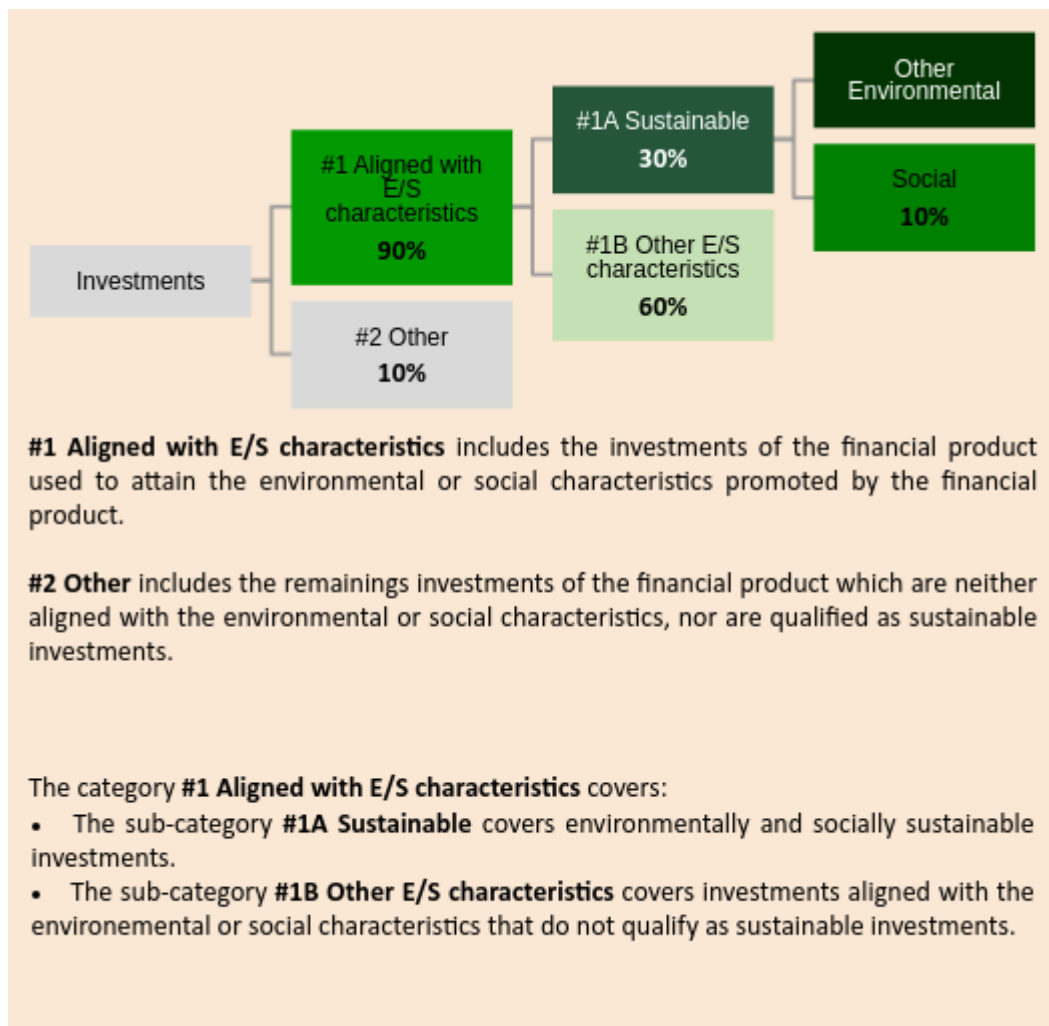 Other
Environmental
#1A Sustainable
30%
#1 Aligned with
E/S
characteristics
90%
Social
10%
#1B Other E/S
characteristics
60%
Investments
#2 Other
10%
#1 Aligned with E/S characteristics includes the investments of the financial product
used to attain the environmental or social characteristics promoted by the financial
product.
#2 Other includes the remainings investments of the financial product which are neither
aligned with the environmental or social characteristics, nor are qualified as sustainable
investments.
The category #1 Aligned with E/S characteristics covers:
• The sub-category #1A Sustainable covers environmentally and socially sustainable
investments.
• The sub-category #1B Other E/S characteristics covers investments aligned with the
environemental or social characteristics that do not qualify as sustainable investments.